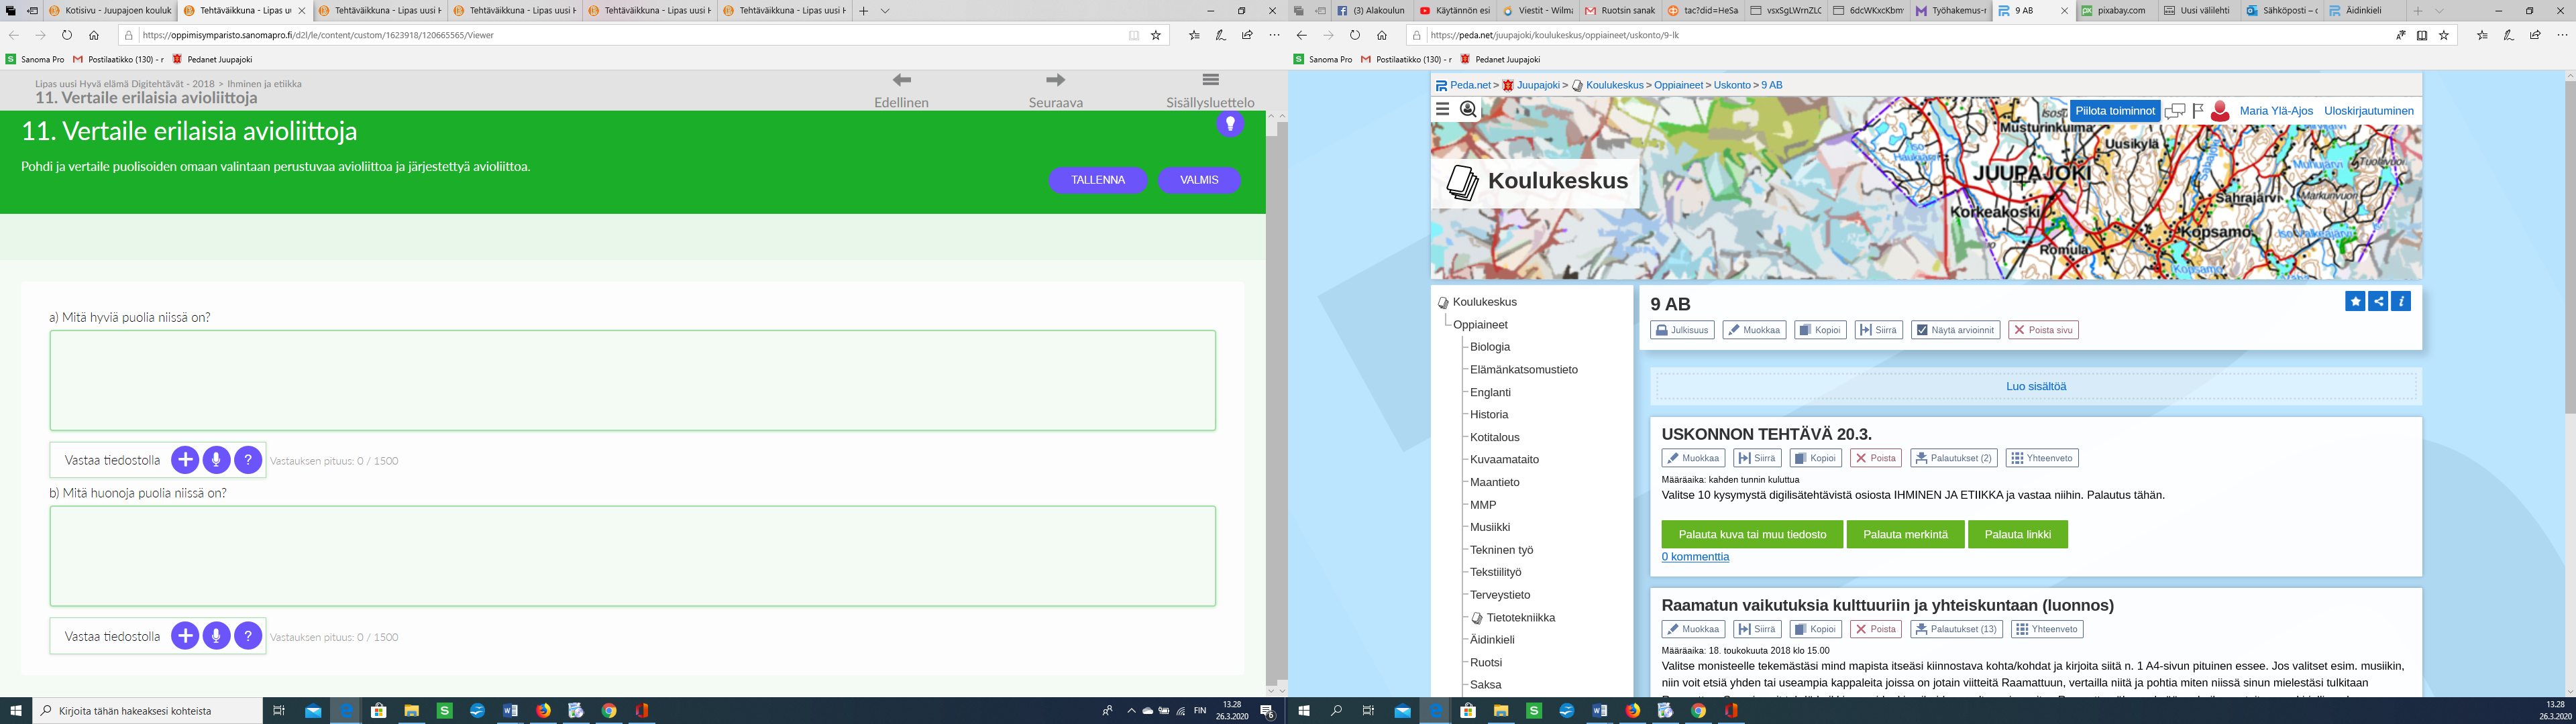 Kotisivu - Juupajoen kouluk
Tehtäväikkuna - Lipas uu
Tehtäväikkuna - Lipas uusi H
Tehtäväikkuna - Lipas uusi H
Tehtäväikkuna - Lipas uusi H
Tehtäväikkuna - Lipas uusi H
https://oppimisymparisto.sanomapro.fi/d2l/le/content/custom/1623918/120665565/Viewer
Sanoma Pro
Postilaatikko (130) - r
Pedanet Juupajoki
Lipas uusi Hyvä elämä Digitehtävät - 2018 > Ihminen ja etiikka
11. Vertaile erilaisia avioliittoja
Edellinen
Seuraava
Sisällysluettelo
11. Vertaile erilaisia avioliittoja
Pohdi ja vertaile puolisoiden omaan valintaan perustuvaa avioliittoa ja järjestettyä avioliittoa.
TALLENNA
VALMIS
a) Mitä hyviä puolia niissä on?
Vastaa tiedostolla
?
Vastauksen pituus: 0 / 1500
b) Mitä huonoja puolia niissä on?
Vastaa tiedostolla
?
Vastauksen pituus: 0 / 1500
Kirjoita tähän hakeaksesi kohteista
FIN
13.28
26.3.2020
(3) Alakoulun
Käytännön esi
Viestit - Wilma
Ruotsin sanak
tac?did=HeSa
vsxSgLWrnZLC
6dcWKxcKbm
Työhakemus-r
9 AB
pixabay.com
Uusi välilehti
Sähköposti – c
Äidinkieli
https://peda.net/juupajoki/koulukeskus/oppiaineet/uskonto/9-lk
Sanoma Pro
Postilaatikko (130) - r
Pedanet Juupajoki
Peda.net > Juupajoki > Koulukeskus > Oppiaineet > Uskonto > 9 AB
Piilota toiminnot
Maria Ylä-Ajos
Uloskirjautuminen
Musturinkulma
Uusikylä
JUUPAJOKI
Korkeakoski
Sahrajärvi
Kopsamo
Romula
Koulukeskus
Koulukeskus
Oppiaineet
Biologia
Elämänkatsomustieto
Englanti
Historia
Kotitalous
Kuvaamataito
Maantieto
MMP
Musiikki
Tekninen työ
Tekstiilityö
Terveystieto
Tietotekniikka
Äidinkieli
Ruotsi
Saksa
9 AB
Julkisuus
Muokkaa
Kopioi
Siirrä
Näytä arvioinnit
Poista sivu
Luo sisältöä
USKONNON TEHTÄVÄ 20.3.
Muokkaa
Siirrä
Kopioi
Poista
Palautukset (2)
Yhteenveto
Määräaika: kahden tunnin kuluttua
Valitse 10 kysymystä digilisätehtävistä osiosta IHMINEN JA ETIIKKA ja vastaa niihin. Palautus tähän.
Palauta kuva tai muu tiedosto
Palauta merkintä
Palauta linkki
0 kommenttia
Raamatun vaikutuksia kulttuuriin ja yhteiskuntaan (luonnos)
Muokkaa
Siirrä
Kopioi
Poista
Palautukset (13)
Yhteenveto
Määräaika: 18. toukokuuta 2018 klo 15.00
Valitse monisteelle tekemästäsi mind mapista itseäsi kiinnostava kohta/kohdat ja kirjoita siitä n. 1 A4-sivun pituinen essee. Jos valitset esim. musiikin,
niin voit etsiä yhden tai useampia kappaleita joissa on jotain viitteitä Raamattuun, vertailla niitä ja pohtia miten niissä sinun mielestäsi tulkitaan
13.28
26.3.2020